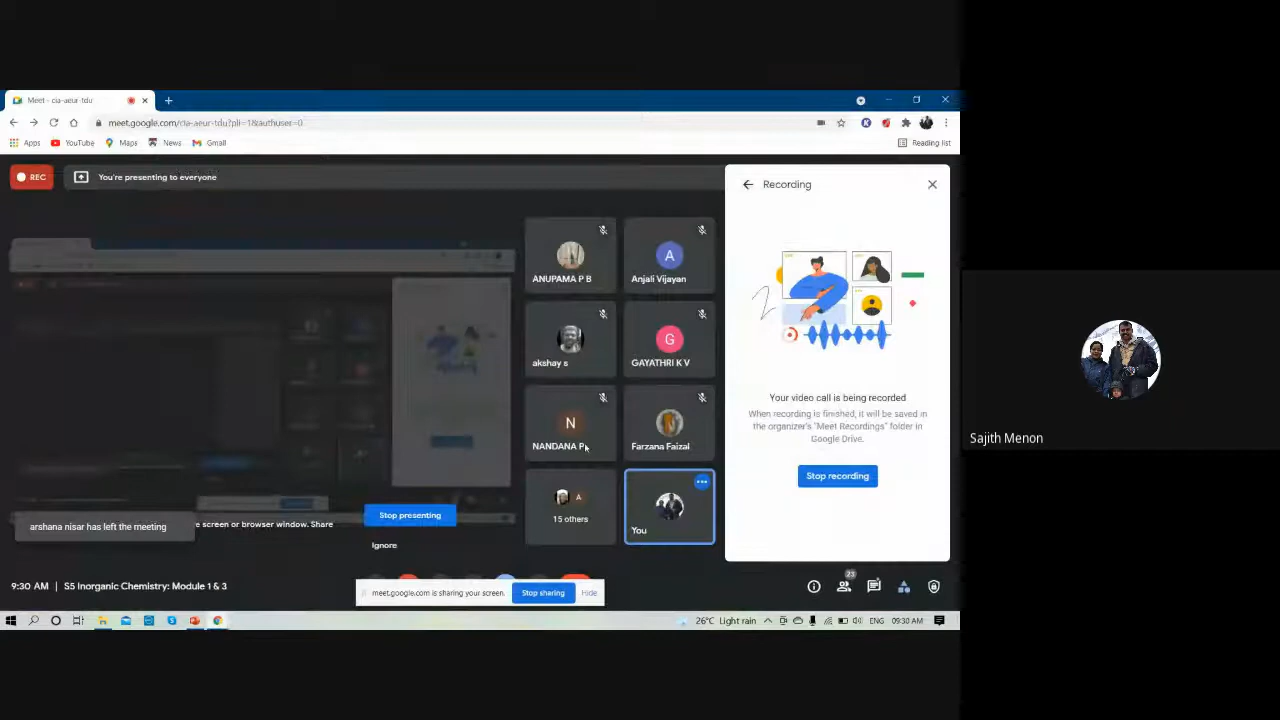 Meet - cia-aeur-tdu
meet.google.com/cia-aeur-tdu?pli=1&authuser=0
Apps YouTube Maps News Gmail Reading list
REC You're presenting to everyone
Recording
ANUPAMA P B
Anjali Vijayan
akshay s
GAYATHRI K V
NANDANA P
Farzana Faizal
A
G
N
A
15 others
You
Your video call is being recorded
When recording is finished, it will be saved
in the organizer's "Meet Recordings" folder in
Google Drive.
Stop recording
Sajith Menon
arshana nisar has left the meeting
e screen or browser window. Share
Stop presenting
Ignore
9:30 AM | S5 Inorganic Chemistry: Module 1 & 3
meet.google.com is sharing your screen. Stop sharing Hide
23
26°C Light rain ENG 09:30 AM